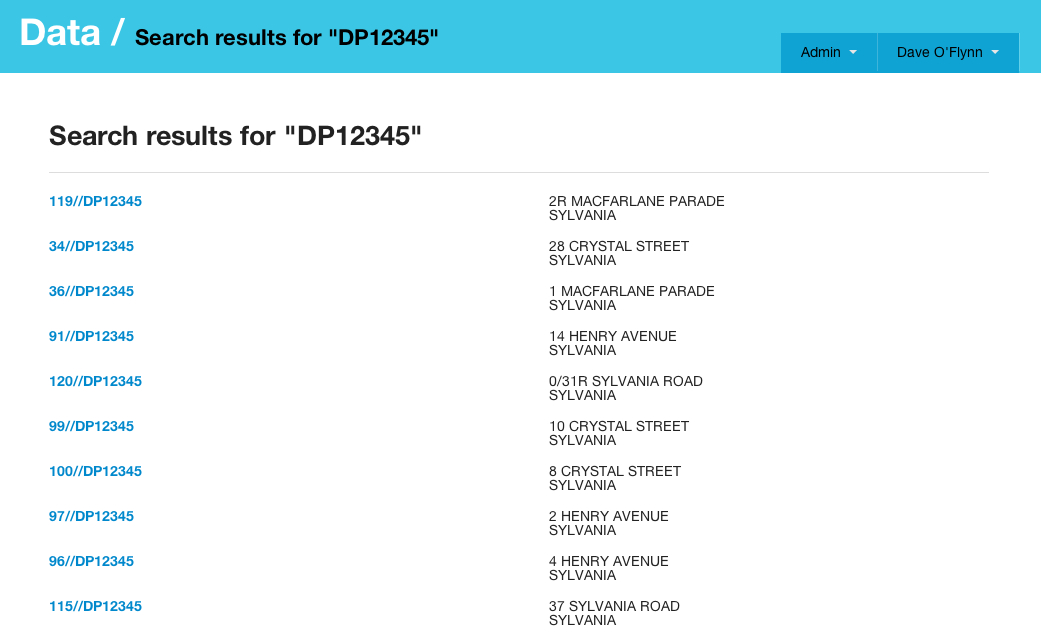 Data / Search results for "DP12345"
Admin
Dave O'Flynn
Search results for "DP12345"
119//DP12345
2R MACFARLANE PARADE
SYLVANIA
34//DP12345
28 CRYSTAL STREET
SYLVANIA
36//DP12345
1 MACFARLANE PARADE
SYLVANIA
91//DP12345
14 HENRY AVENUE
SYLVANIA
120//DP12345
0/31R SYLVANIA ROAD
SYLVANIA
99//DP12345
10 CRYSTAL STREET
SYLVANIA
100//DP12345
8 CRYSTAL STREET
SYLVANIA
97//DP12345
2 HENRY AVENUE
SYLVANIA
96//DP12345
4 HENRY AVENUE
SYLVANIA
115//DP12345
37 SYLVANIA ROAD
SYLVANIA